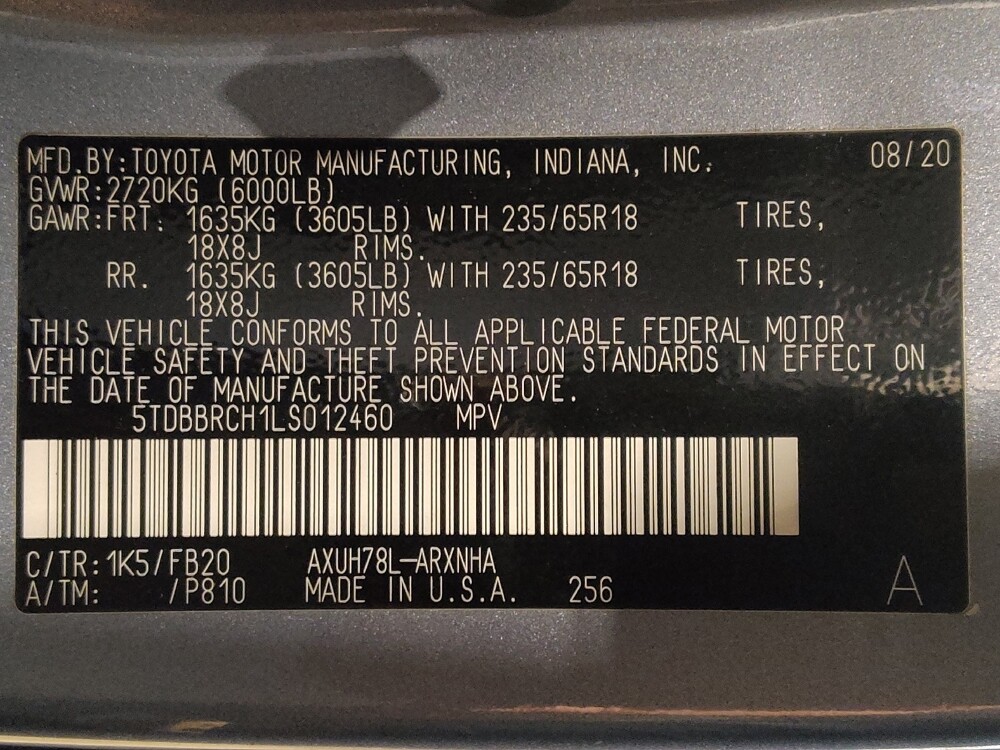 MFD.BY:TOYOTA MOTOR MANUFACTURING, INDIANA, INC. 08/20
GVWR:2720KG (6000LB)
GAWR:FRT: 1635KG (3605LB) WITH 235/65R18 TIRES,
18X8J RIMS.
RR. 1635KG (3605LB) WITH 235/65R18 TIRES,
18X8J RIMS.
THIS VEHICLE CONFORMS TO ALL APPLICABLE FEDERAL MOTOR
VEHICLE SAFETY AND THEFT PREVENTION STANDARDS IN EFFECT ON
THE DATE OF MANUFACTURE SHOWN ABOVE.
5TDBBRCH1LS012460 MPV
C/TR:1K5/FB20 AXUH78L-ARXNHA
A/TM: /P810 MADE IN U.S.A. 256 A